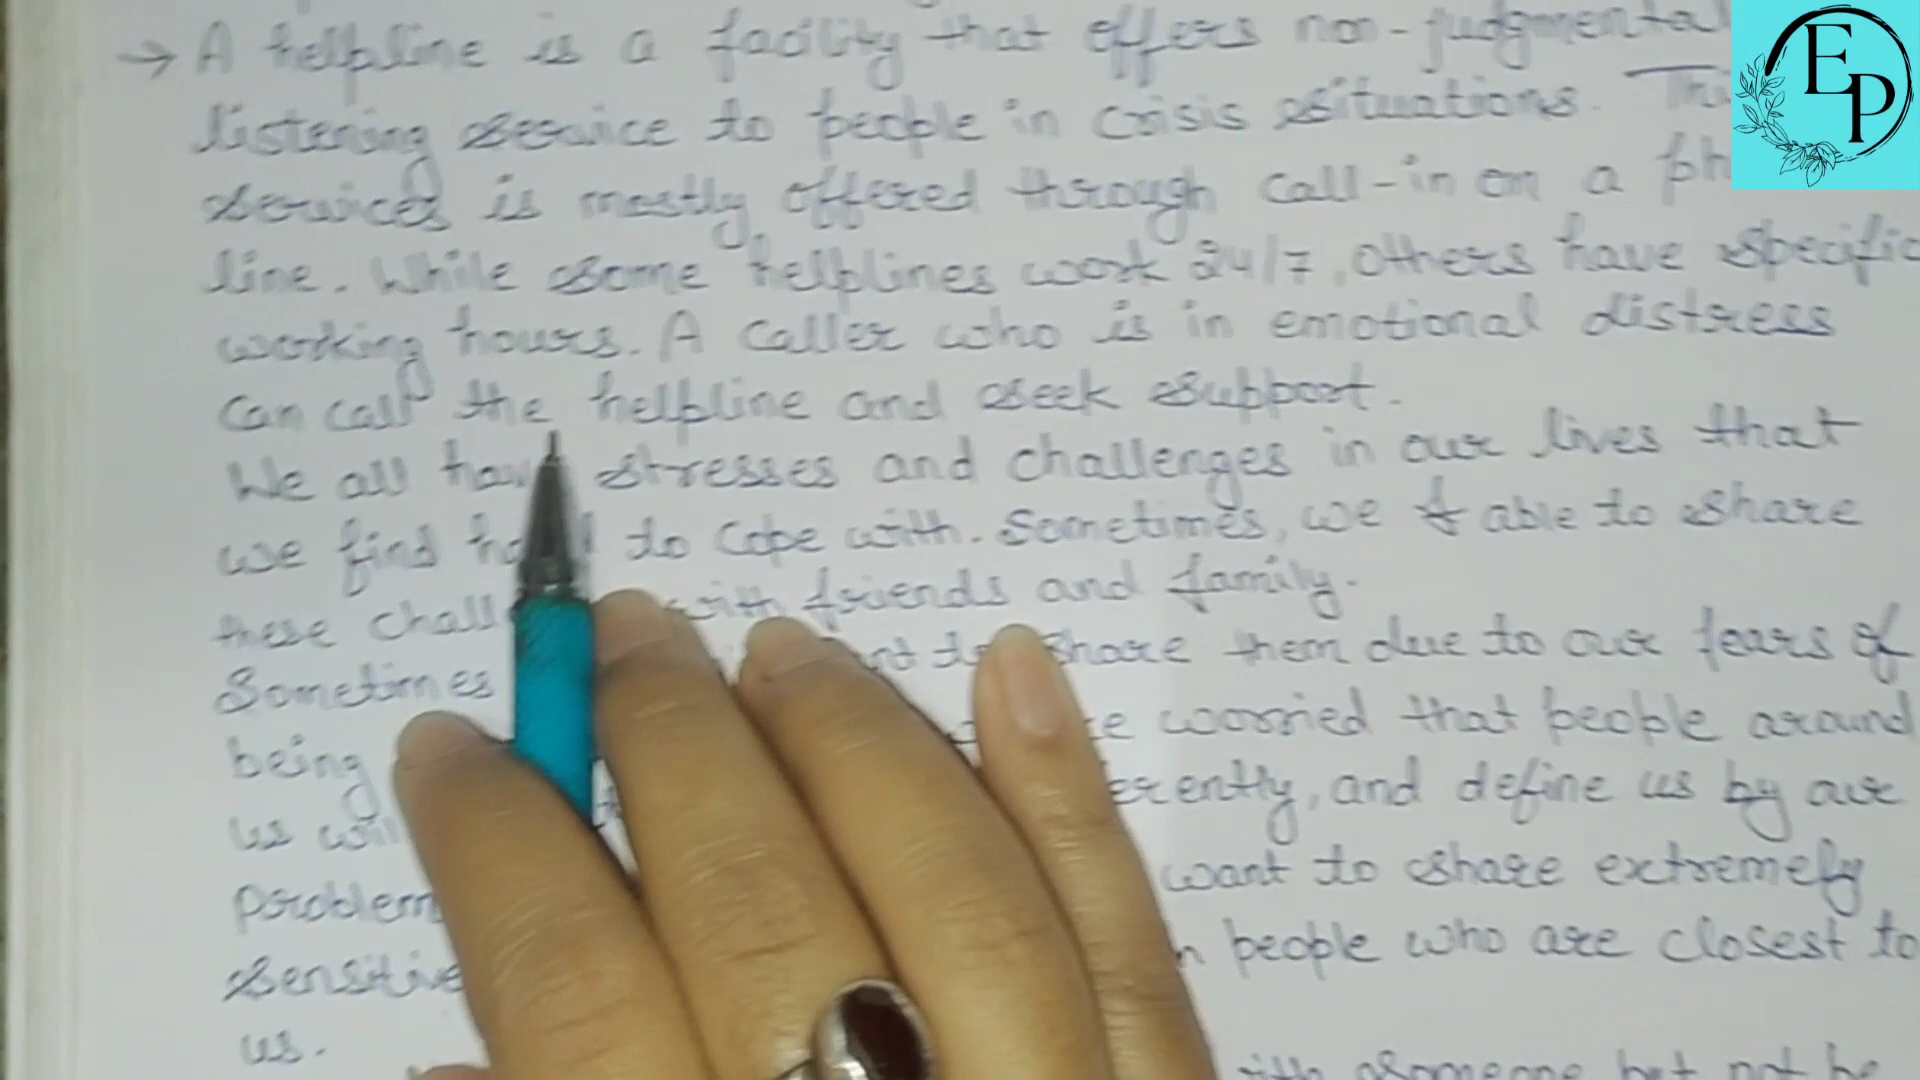 → A helpline is a facility that offers non-judgmental
listening service to people in crisis situations.
services is mostly offered through call-in on a
line. While some helplines work 24/7, others have specific
working hours. A caller who is in emotional distress
can call the helpline and seek support.
We all have stresses and challenges in our lives that
we find to cope with. Sometimes, we able to share
these with friends and family.
Sometimes share them due to our fears of
being worried that people around
us and define us by our
want to share extremely
sensitive people who are closest to
us.
someone but not be
EP